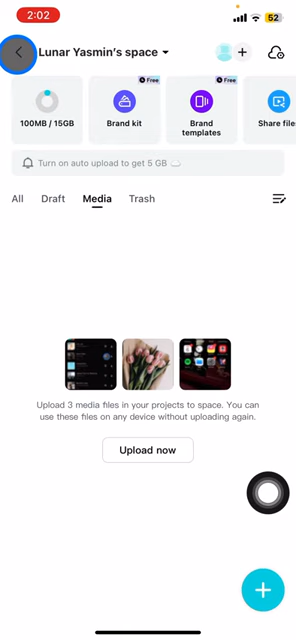 2:02
52
Lunar Yasmin's space
100MB / 15GB
Free
Brand kit
Free
Brand
templates
Share file
Turn on auto upload to get 5 GB
All
Draft
Media
Trash
Upload 3 media files in your projects to space. You can
use these files on any device without uploading again.
Upload now